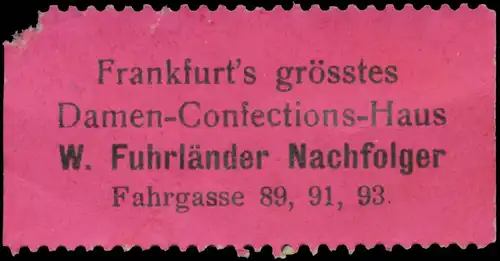 Frankfurt's grösstes
Damen-Confections-Haus
W. Fuhrländer Nachfolger
Fahrgasse 89, 91, 93.